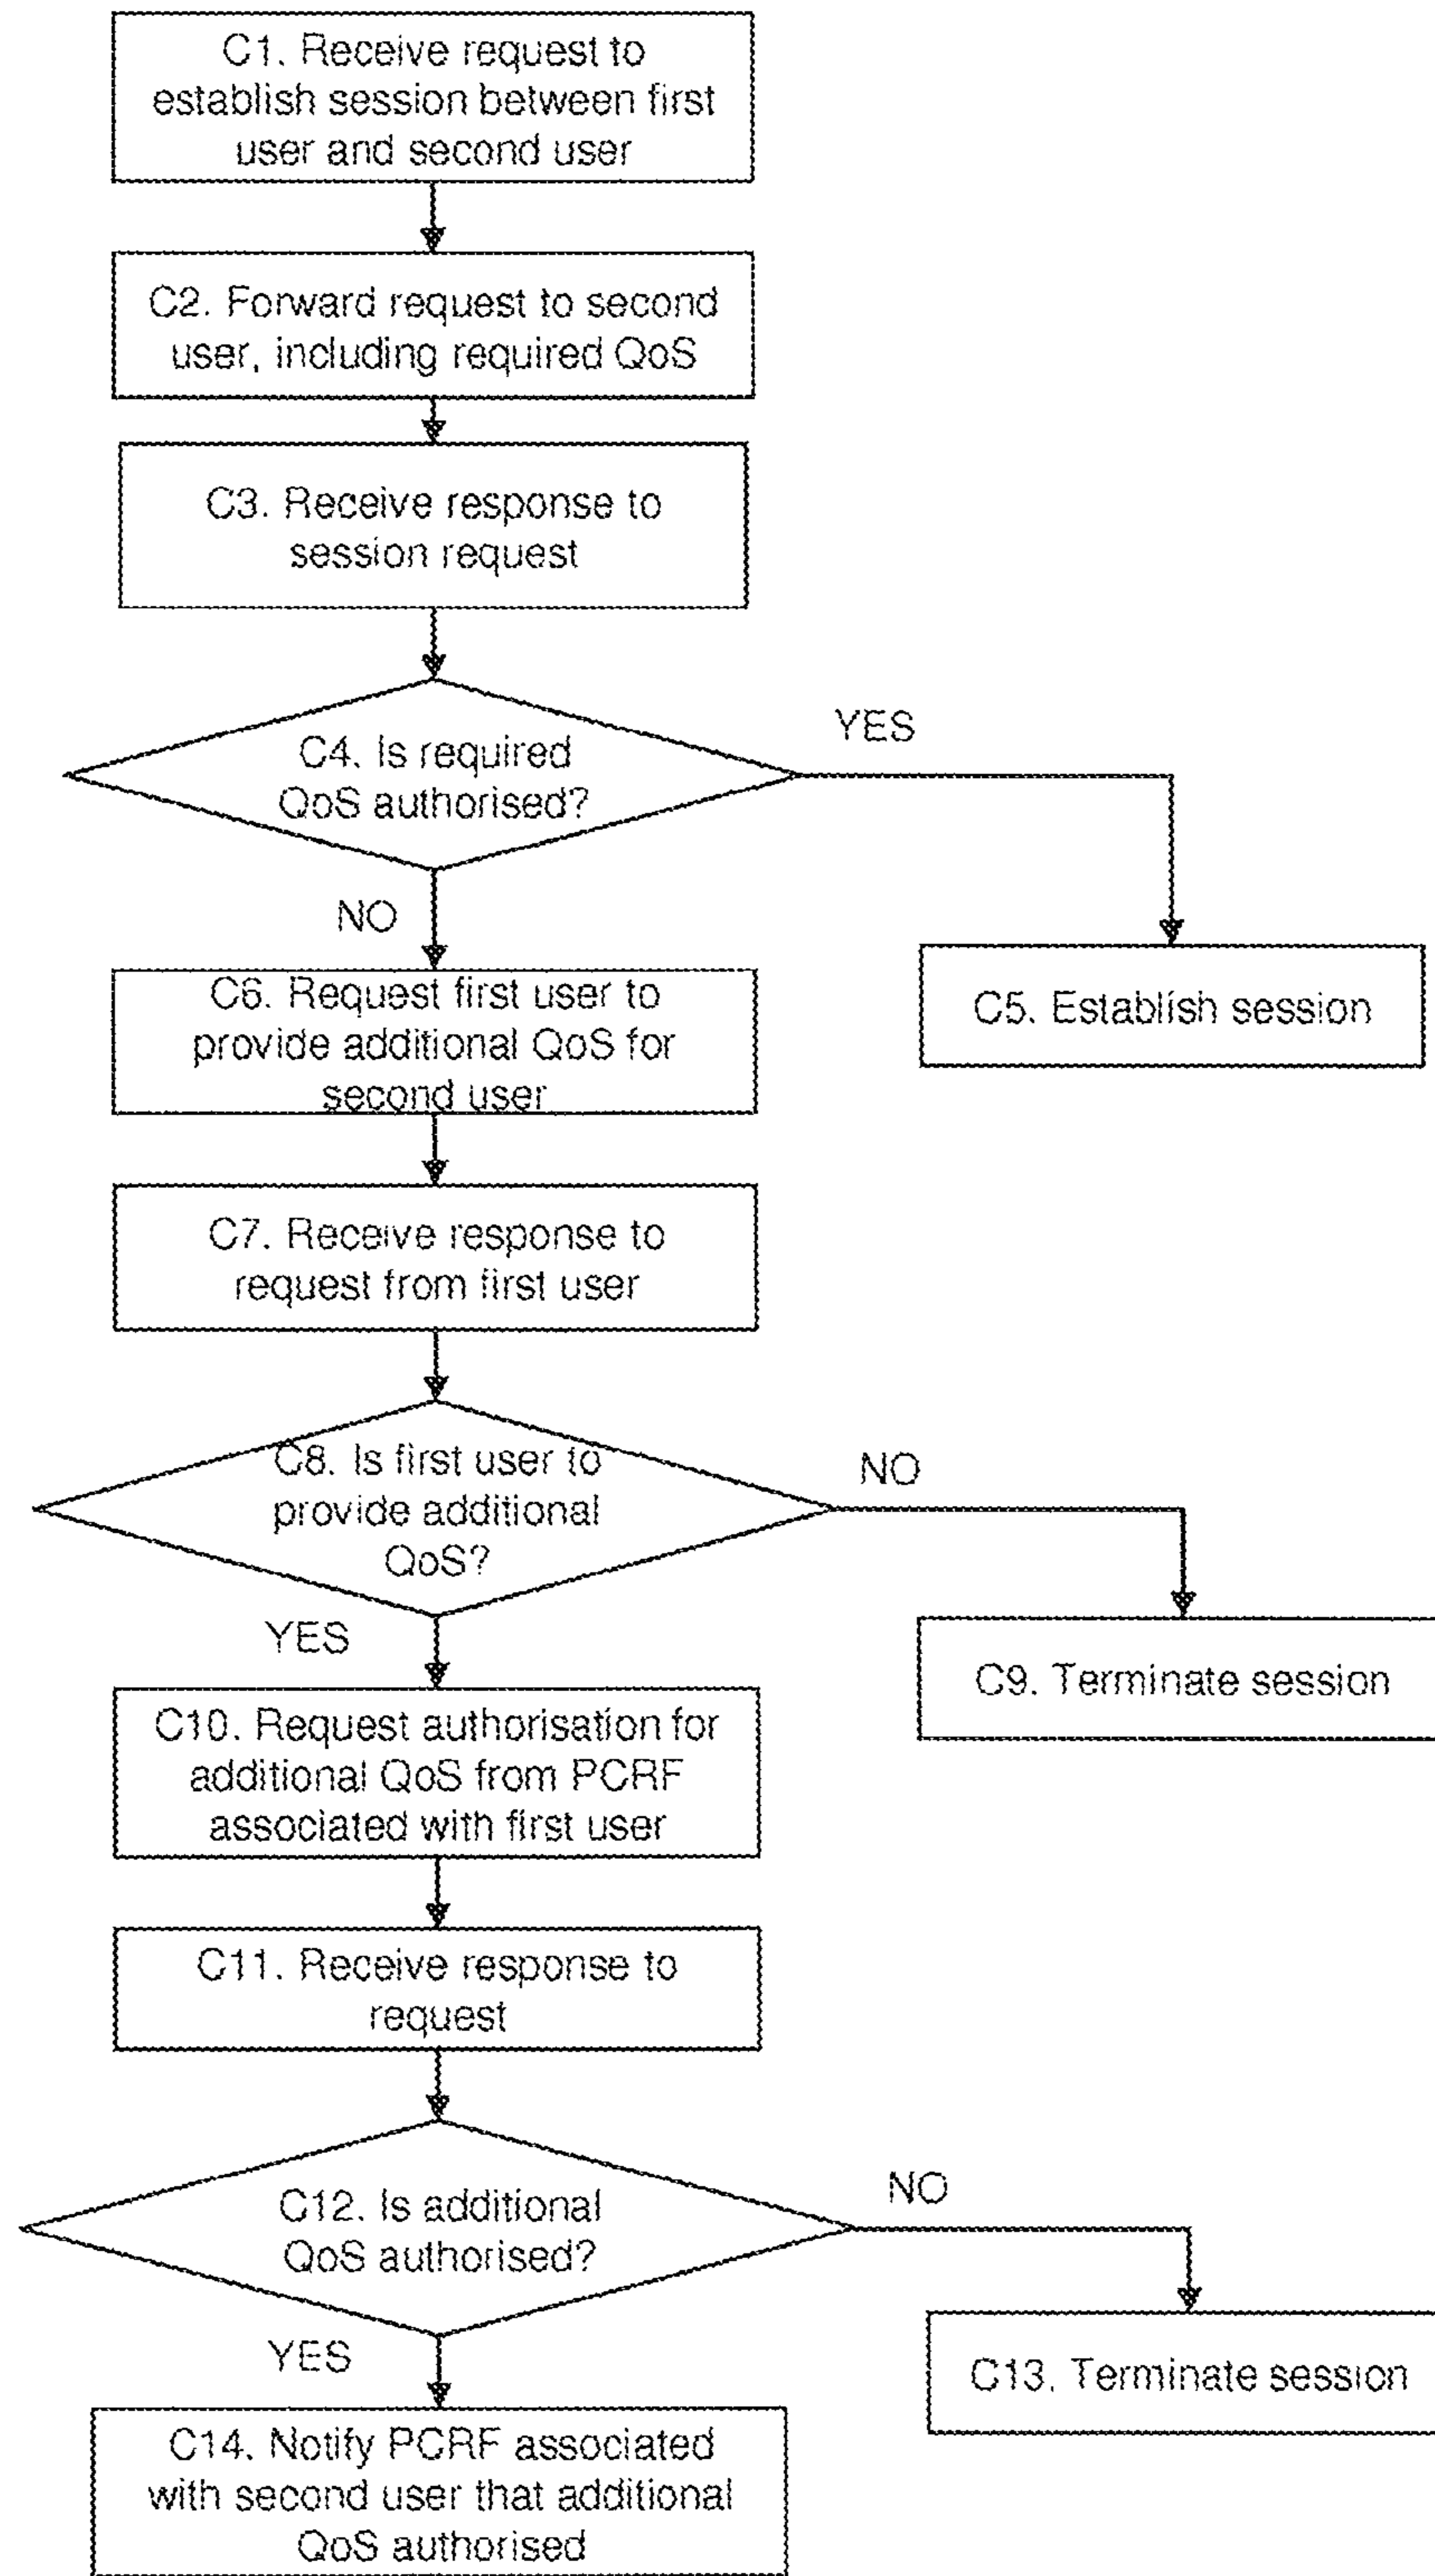 C1. Receive request to
establish session between first
user and second user
C2. Forward request to second
user, including required QoS
C3. Receive response to
session request
C4. Is required
QoS authorised?
YES
NO
C5. Establish session
C6. Request first user to
provide additional QoS for
second user
C7. Receive response to
request from first user
C8. Is first user to
provide additional
QoS?
NO
YES
C9. Terminate session
C10. Request authorisation for
additional QoS from PCRF
associated with first user
C11. Receive response to
request
C12. Is additional
QoS authorised?
NO
YES
C13. Terminate session
C14. Notify PCRF associated
with second user that additional
QoS authorised